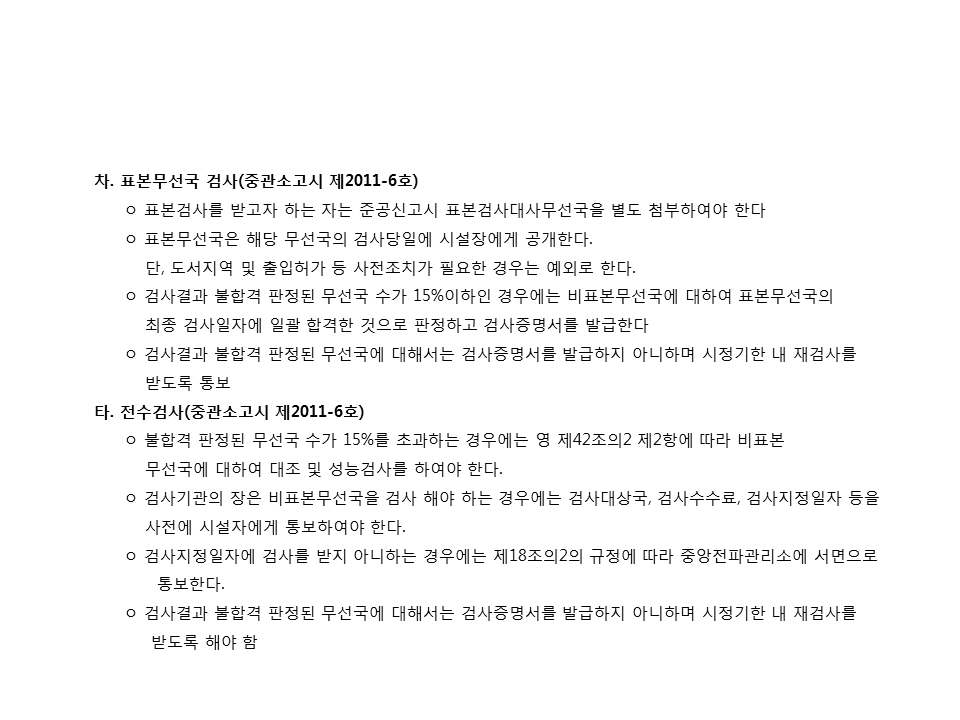 차. 표본무선국 검사(중관소고시 제2011-6호)
ㅇ 표본검사를 받고자 하는 자는 준공신고시 표본검사대사무선국을 별도 첨부하여야 한다
ㅇ 표본무선국은 해당 무선국의 검사당일에 시설장에게 공개한다.
단, 도서지역 및 출입허가 등 사전조치가 필요한 경우는 예외로 한다.
ㅇ 검사결과 불합격 판정된 무선국 수가 15%이하인 경우에는 비표본무선국에 대하여 표본무선국의
최종 검사일자에 일괄 합격한 것으로 판정하고 검사증명서를 발급한다
ㅇ 검사결과 불합격 판정된 무선국에 대해서는 검사증명서를 발급하지 아니하며 시정기한 내 재검사를
받도록 통보
타. 전수검사(중관소고시 제2011-6호)
ㅇ 불합격 판정된 무선국 수가 15%를 초과하는 경우에는 영 제42조의2 제2항에 따라 비표본
무선국에 대하여 대조 및 성능검사를 하여야 한다.
ㅇ 검사기관의 장은 비표본무선국을 검사 해야 하는 경우에는 검사대상국, 검사수수료, 검사지정일자 등을
사전에 시설자에게 통보하여야 한다.
ㅇ 검사지정일자에 검사를 받지 아니하는 경우에는 제18조의2의 규정에 따라 중앙전파관리소에 서면으로
통보한다.
ㅇ 검사결과 불합격 판정된 무선국에 대해서는 검사증명서를 발급하지 아니하며 시정기한 내 재검사를
받도록 해야 함